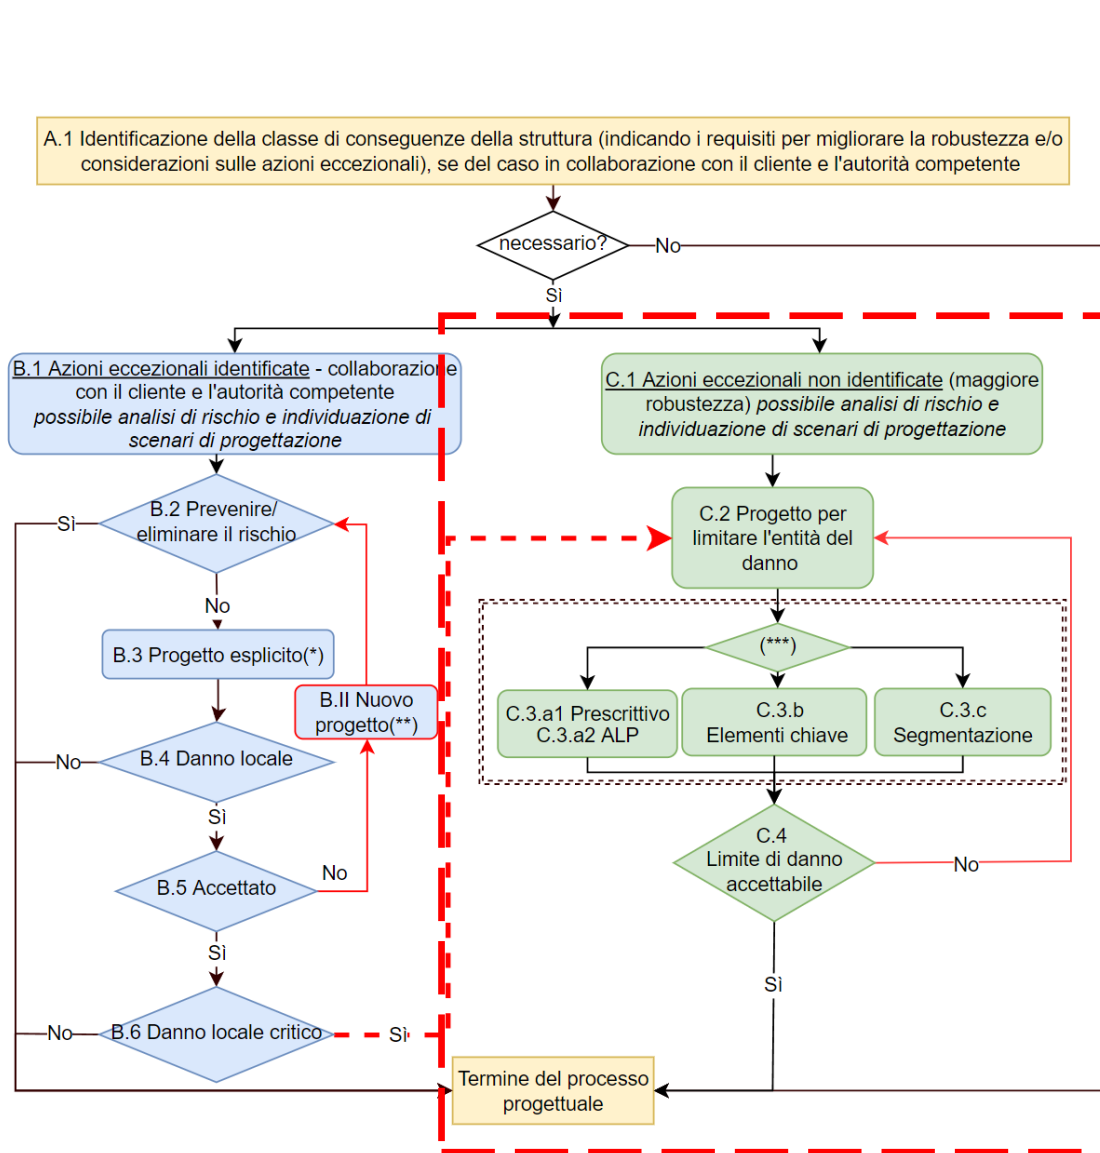 A.1 Identificazione della classe di conseguenze della struttura (indicando i requisiti per migliorare la robustezza e/o
considerazioni sulle azioni eccezionali), se del caso in collaborazione con il cliente e l'autorità competente
necessario?
No
Sì
B.1 Azioni eccezionali identificate - collaborazione
con il cliente e l'autorità competente
possibile analisi di rischio e individuazione di
scenari di progettazione
C.1 Azioni eccezionali non identificate (maggiore
robustezza) possibile analisi di rischio e
individuazione di scenari di progettazione
B.2 Prevenire/
eliminare il rischio
Sì
No
B.3 Progetto esplicito(*)
B.II Nuovo
progetto(**)
B.4 Danno locale
No
Sì
B.5 Accettato
No
Sì
B.6 Danno locale critico
No
Sì
C.2 Progetto per
limitare l'entità del
danno
(***)
C.3.a1 Prescrittivo
C.3.a2 ALP
C.3.b
Elementi chiave
C.3.c
Segmentazione
C.4
Limite di danno
accettabile
No
Sì
Termine del processo
progettuale